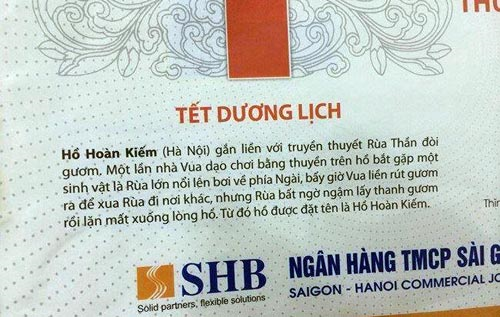 TẾT DƯƠNG LỊCH
Hồ Hoàn Kiếm (Hà Nội) gắn liền với truyền thuyết Rùa Thần đòi
gươm. Một lần nhà Vua dạo chơi bằng thuyền trên hồ bắt gặp một
sinh vật là Rùa lớn nổi lên bơi về phía Ngài, bấy giờ Vua liền rút gươm
ra để xua Rùa đi nơi khác, nhưng Rùa bất ngờ ngậm lấy thanh gươm
rồi lặn mất xuống lòng hồ. Từ đó hồ được đặt tên là Hồ Hoàn Kiếm.
SHB
Solid partners, flexible solutions
NGÂN HÀNG TMCP SÀI G
SAIGON - HANOI COMMERCIAL JO